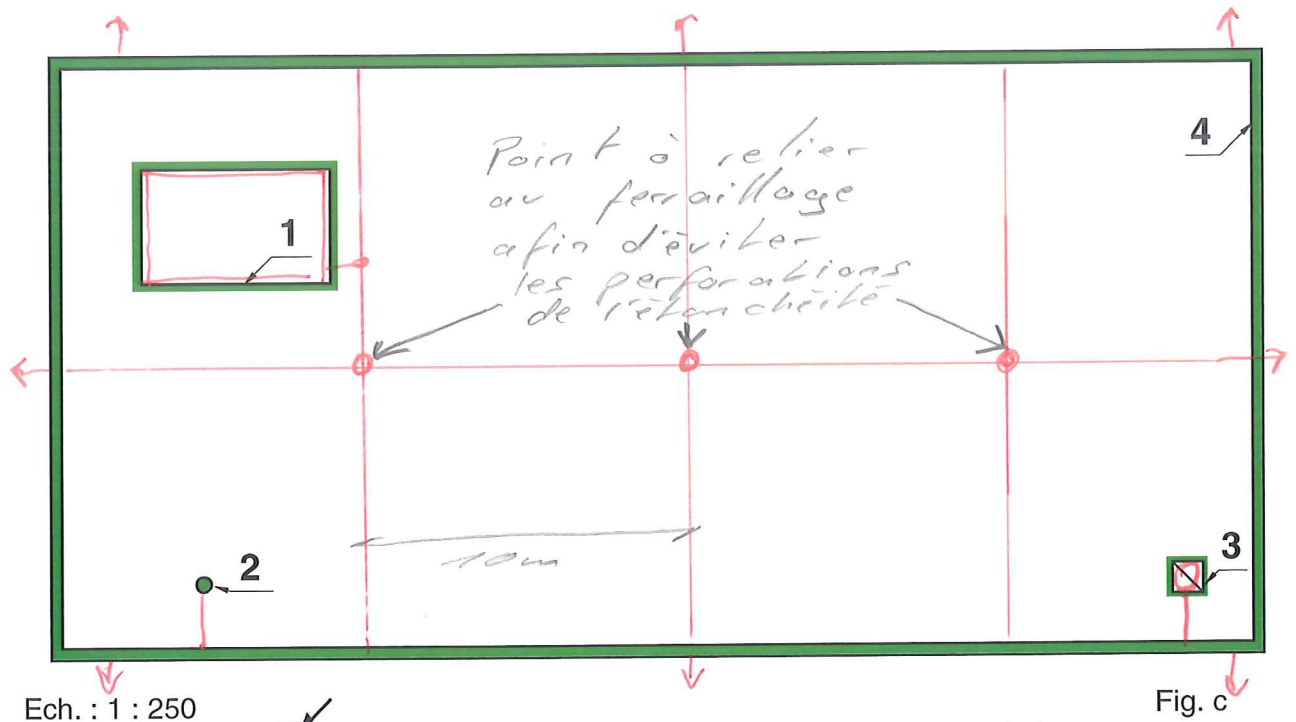 4
Point à relier
au ferraillage
afin d'éviter
les perforations
de l'étanchéité
1
10m
2
3
Ech. : 1 : 250
Fig. c